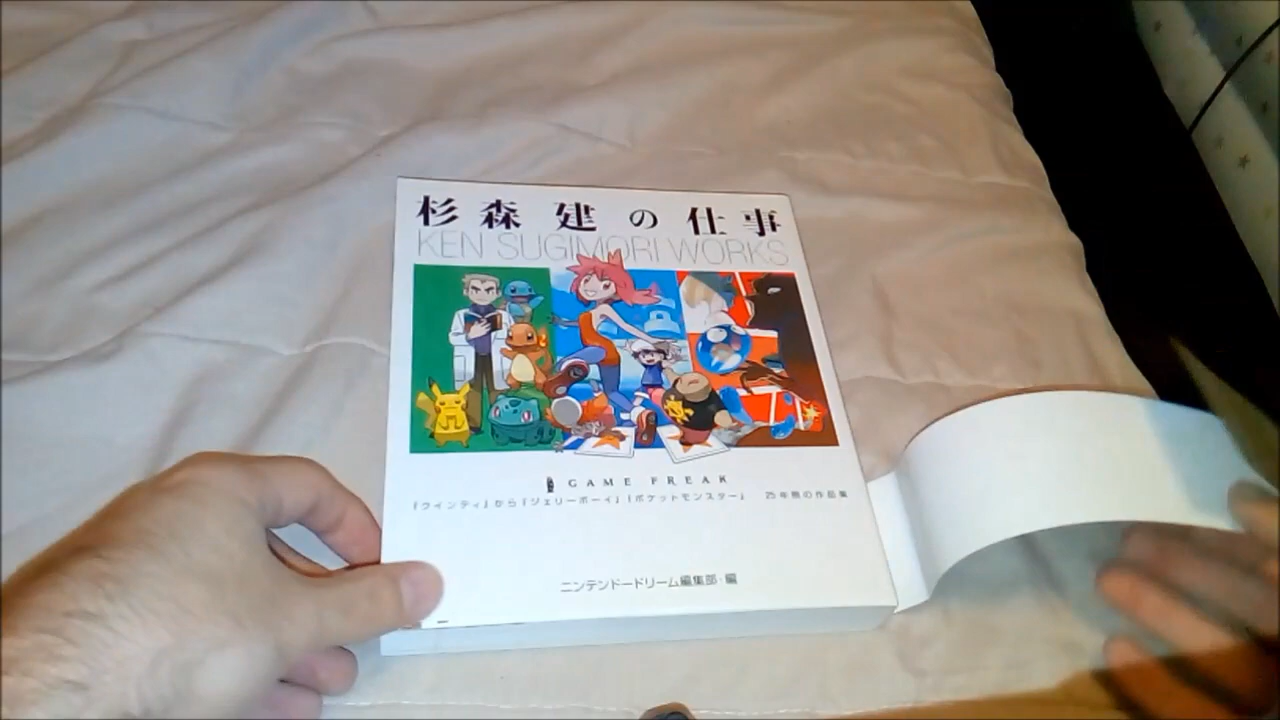 杉森建の仕事
KEN SUGIMORI WORKS
GAME FREAK
『クインティ』から『ジェリーボーイ』『ポケットモンスター』 25年間の作品集
ニンテンドードリーム編集部・編